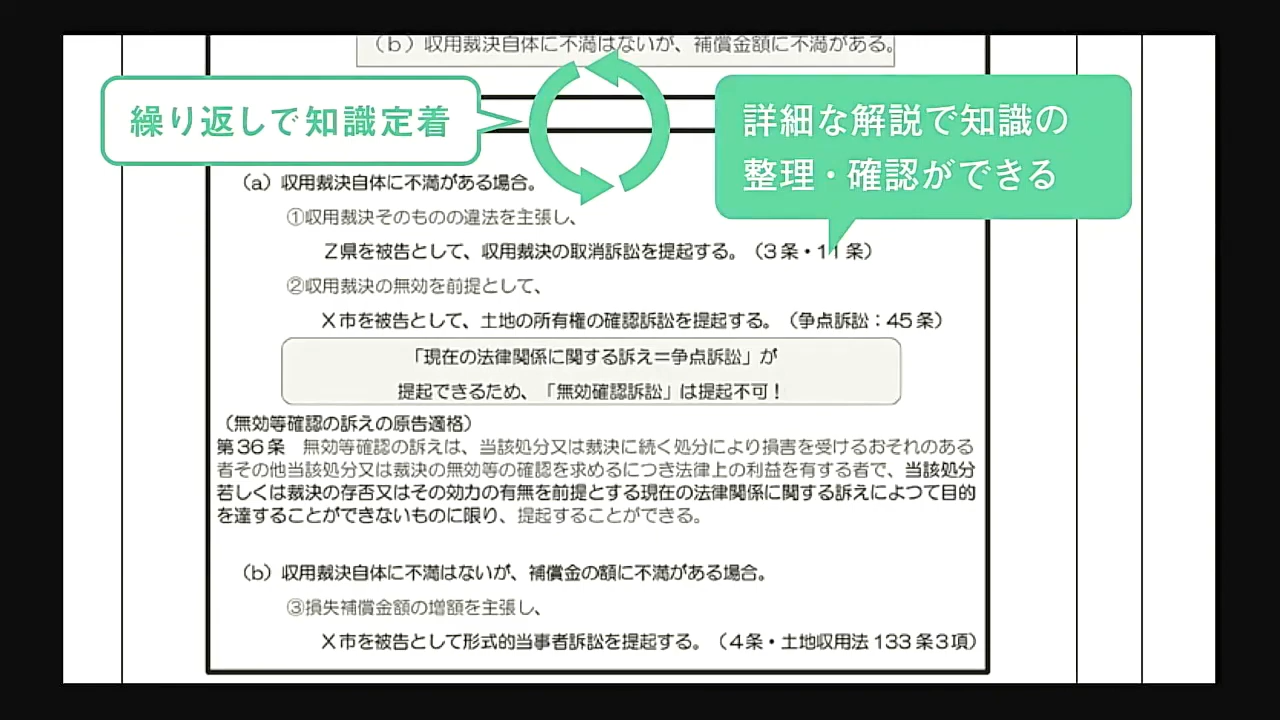 （ｂ）収用裁決自体に不満はないが、補償金額に不満がある。
繰り返しで知識定着
詳細な解説で知識の
整理・確認ができる
（a）収用裁決自体に不満がある場合。
①収用裁決そのものの違法を主張し、
Ｚ県を被告として、収用裁決の取消訴訟を提起する。（３条・11 条）
②収用裁決の無効を前提として、
Ｘ市を被告として、土地の所有権の確認訴訟を提起する。（争点訴訟：45 条）
「現在の法律関係に関する訴え＝争点訴訟」が
提起できるため、「無効確認訴訟」は提起不可！
（無効等確認の訴えの原告適格）
第 36 条　無効等確認の訴えは、当該処分又は裁決に続く処分により損害を受けるおそれのある
者その他当該処分又は裁決の無効等の確認を求めるにつき法律上の利益を有する者で、当該処分
若しくは裁決の存否又はその効力の有無を前提とする現在の法律関係に関する訴えによつて目的
を達することができないものに限り、提起することができる。
（b）収用裁決自体に不満はないが、補償金の額に不満がある場合。
③損失補償金額の増額を主張し、
Ｘ市を被告として形式的当事者訴訟を提起する。（４条・土地収用法 133 条３項）